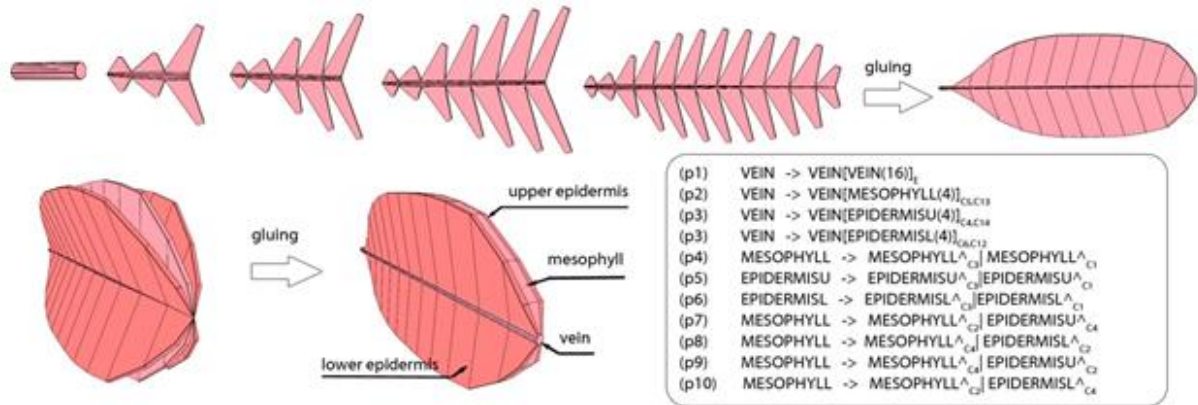 gluing
gluing
upper epidermis
mesophyll
vein
lower epidermis
(p1) VEIN -> VEIN[VEIN(16)]E
(p2) VEIN -> VEIN[MESOPHYLL(4)]C5,C13
(p3) VEIN -> VEIN[EPIDERMISU(4)]C4,C14
(p3) VEIN -> VEIN[EPIDERMISL(4)]C6,C12
(p4) MESOPHYLL -> MESOPHYLL^C3| MESOPHYLL^C1
(p5) EPIDERMISU -> EPIDERMISU^C3|EPIDERMISU^C1
(p6) EPIDERMISL -> EPIDERMISL^C3|EPIDERMISL^C1
(p7) MESOPHYLL -> MESOPHYLL^C2| EPIDERMISU^C4
(p8) MESOPHYLL -> MESOPHYLL^C4| EPIDERMISL^C2
(p9) MESOPHYLL -> MESOPHYLL^C4| EPIDERMISU^C2
(p10) MESOPHYLL -> MESOPHYLL^C2| EPIDERMISL^C4